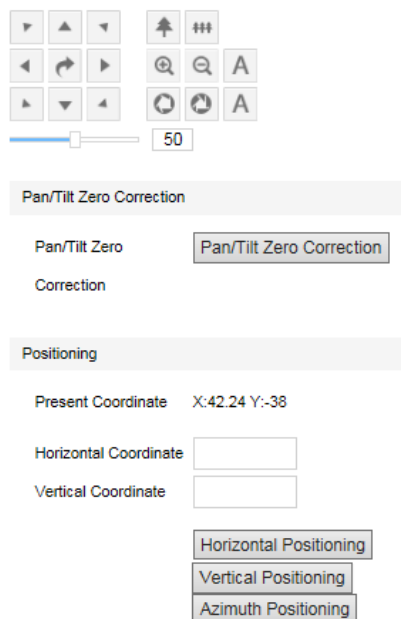 A
A
50
Pan/Tilt Zero Correction
Pan/Tilt Zero Pan/Tilt Zero Correction
Correction
Positioning
Present Coordinate X:42.24 Y:-38
Horizontal Coordinate
Vertical Coordinate
Horizontal Positioning
Vertical Positioning
Azimuth Positioning